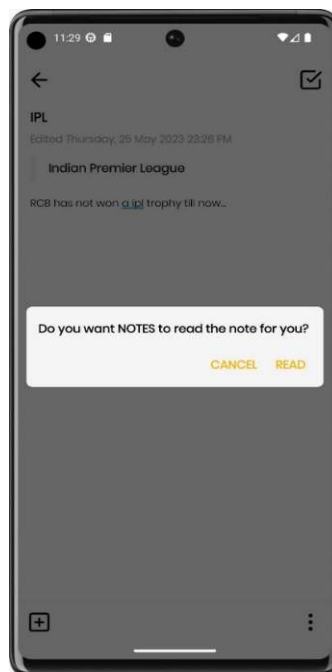 11:29
IPL
Edited Thursday, 25 May 2023 23:26 PM
Indian Premier League
RCB has not won a ipl trophy till now...
Do you want NOTES to read the note for you?
CANCEL READ